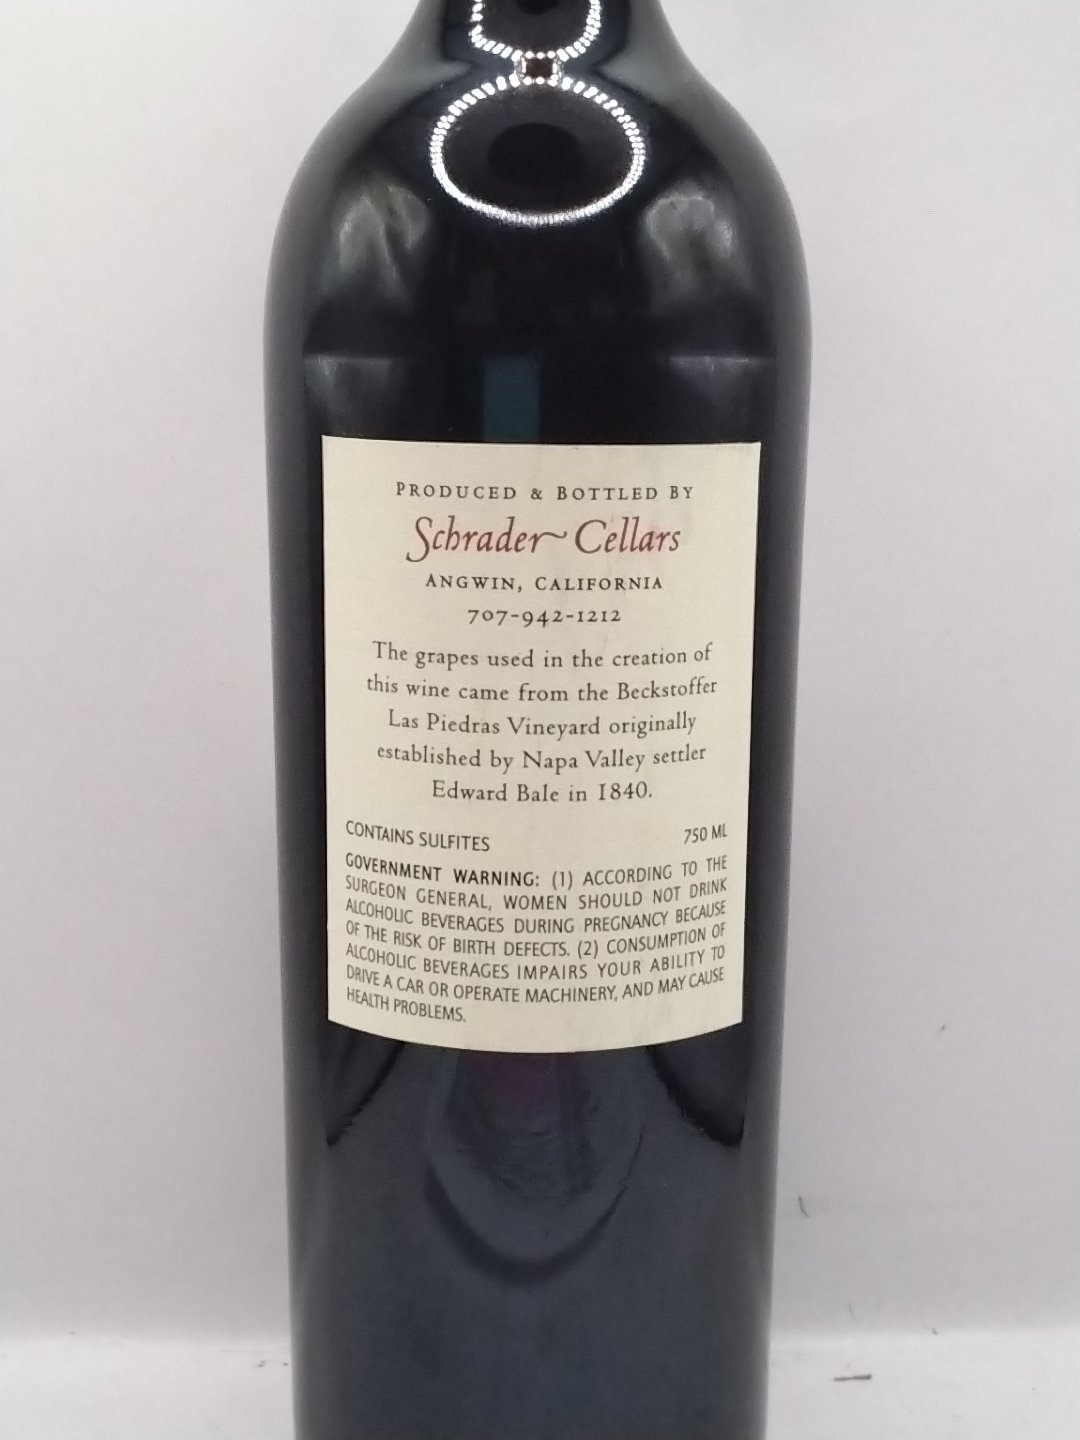 PRODUCED & BOTTLED BY
Schrader Cellars
ANGWIN, CALIFORNIA
707-942-1212
The grapes used in the creation of
this wine came from the Beckstoffer
Las Piedras Vineyard originally
established by Napa Valley settler
Edward Bale in 1840.
CONTAINS SULFITES 750 ML
GOVERNMENT WARNING: (1) ACCORDING TO THE
SURGEON GENERAL, WOMEN SHOULD NOT DRINK
ALCOHOLIC BEVERAGES DURING PREGNANCY BECAUSE
OF THE RISK OF BIRTH DEFECTS. (2) CONSUMPTION OF
ALCOHOLIC BEVERAGES IMPAIRS YOUR ABILITY TO
DRIVE A CAR OR OPERATE MACHINERY, AND MAY CAUSE
HEALTH PROBLEMS.